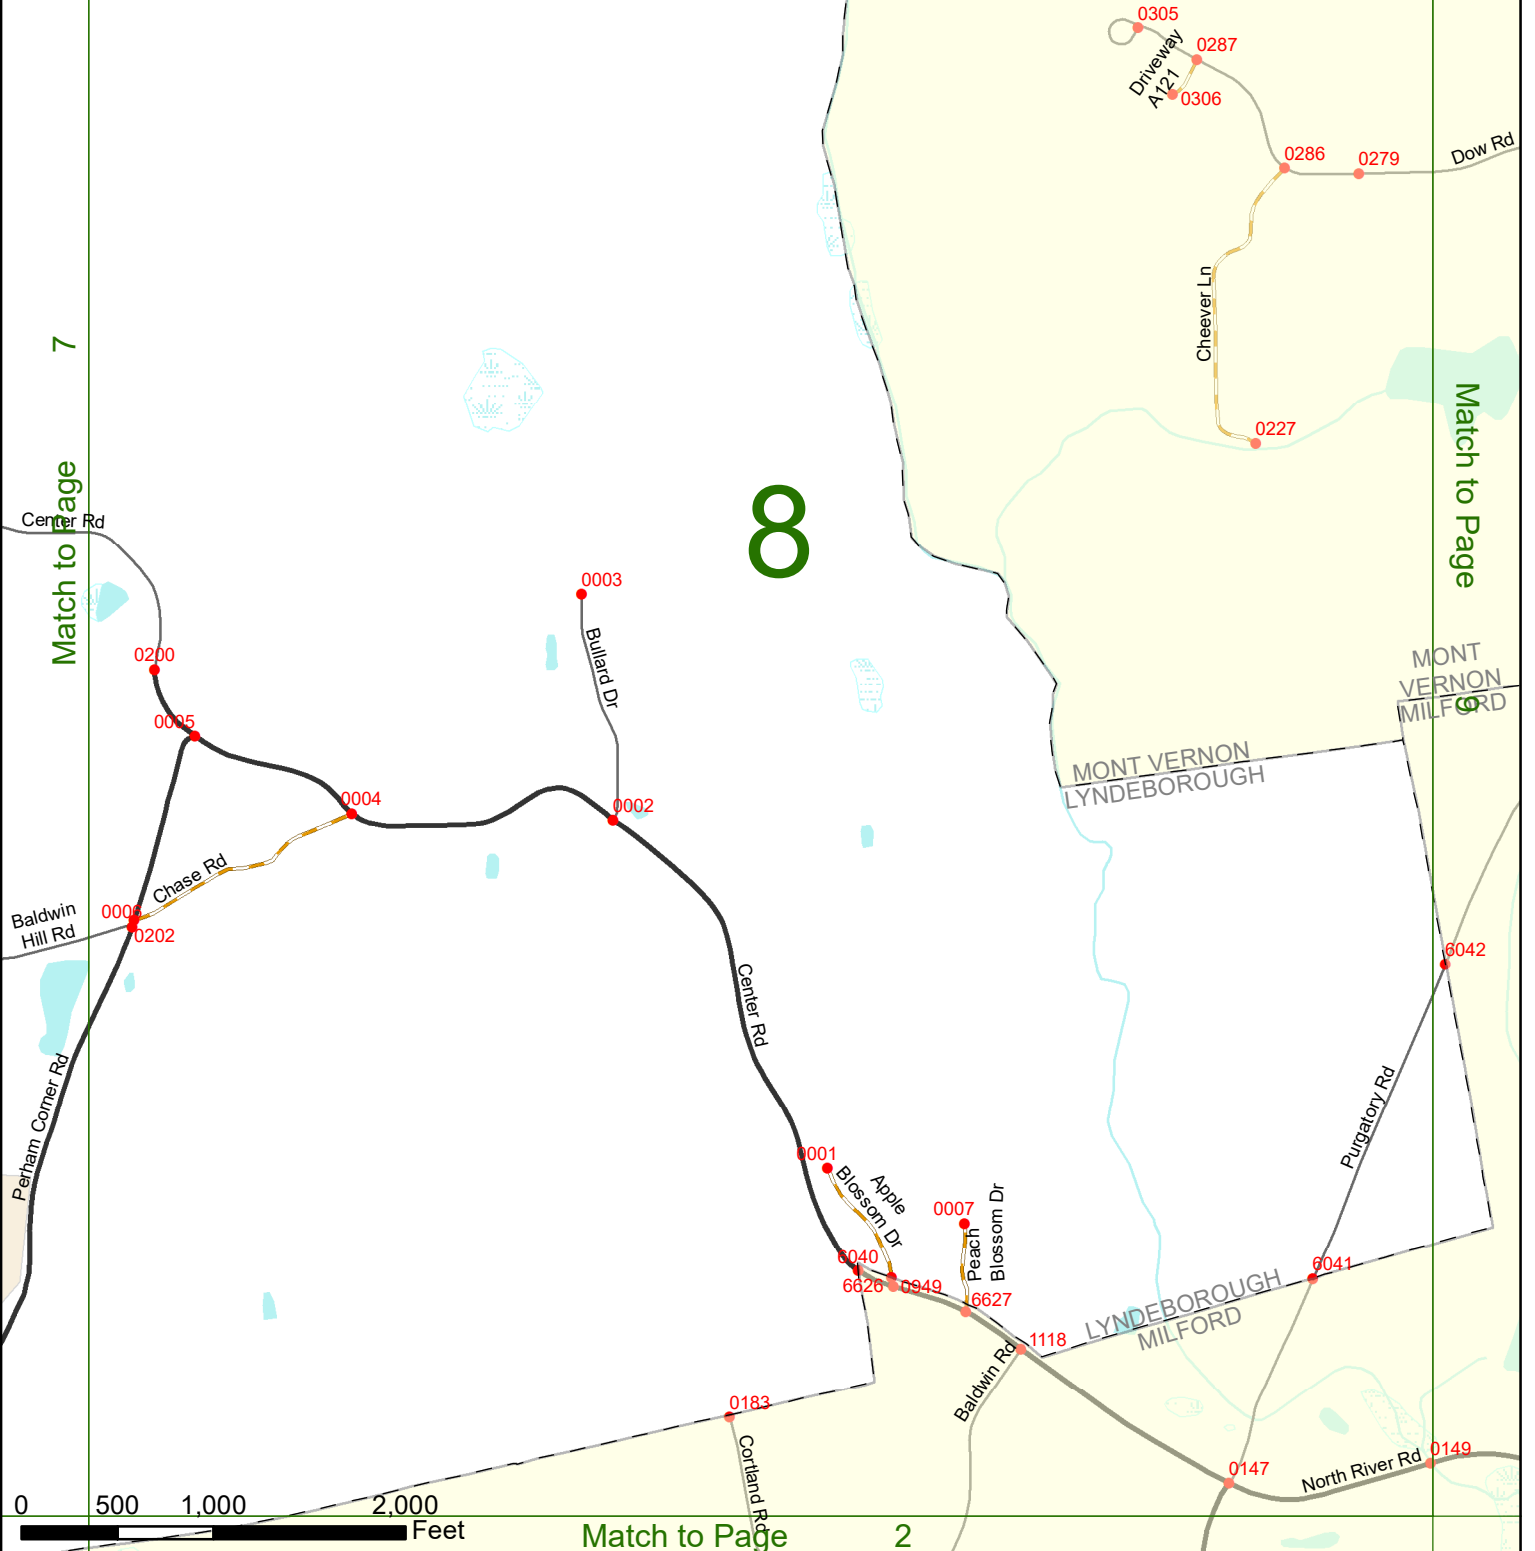 0305
0287
Driveway
A121
0306
0286
0279
Dow Rd
Cheever Ln
0227
7
Match to Page
Match to Page
9
8
Center Rd
0003
Bullard Dr
0200
0005
0004
0002
MONT
VERNON
MILFORD
MONT VERNON
LYNDEBOROUGH
Chase Rd
Baldwin
Hill Rd
0006
0202
6042
Center Rd
Perham Corner Rd
Purgatory Rd
0001
Apple
Blossom Dr
0007
Peach
Blossom Dr
6040
6626
0949
6627
6041
LYNDEBOROUGH
MILFORD
1118
Baldwin Rd
0183
Cortland Rd
0147
North River Rd
0149
0 500 1,000 2,000
Feet
Match to Page 2